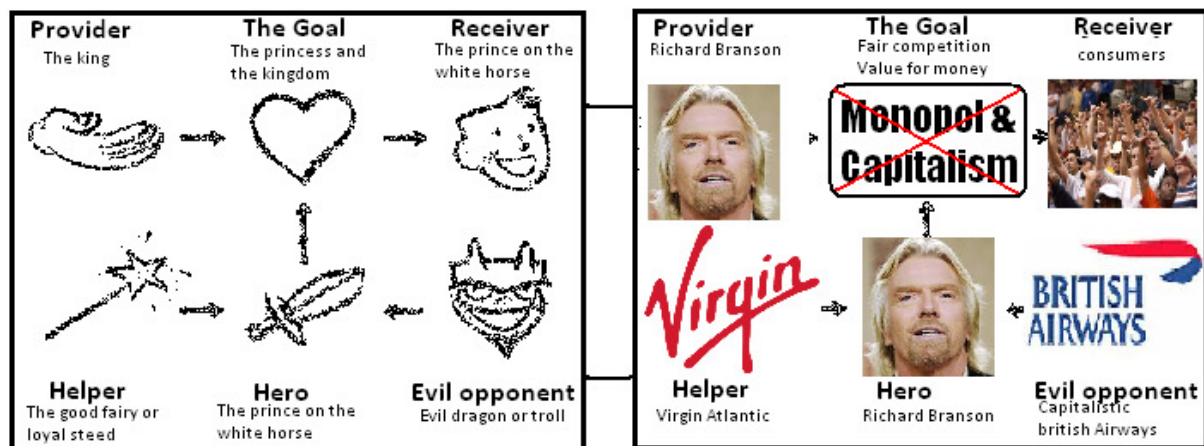 Provider
The king
The Goal
The princess and
the kingdom
Receiver
The prince on the
white horse
Helper
The good fairy or
loyal steed
Hero
The prince on the
white horse
Evil opponent
Evil dragon or troll
Provider
Richard Branson
The Goal
Fair competition
Value for money
Receiver
consumers
Monopol &
Capitalism
Virgin
BRITISH
AIRWAYS
Helper
Virgin Atlantic
Hero
Richard Branson
Evil opponent
Capitalistic
british Airways